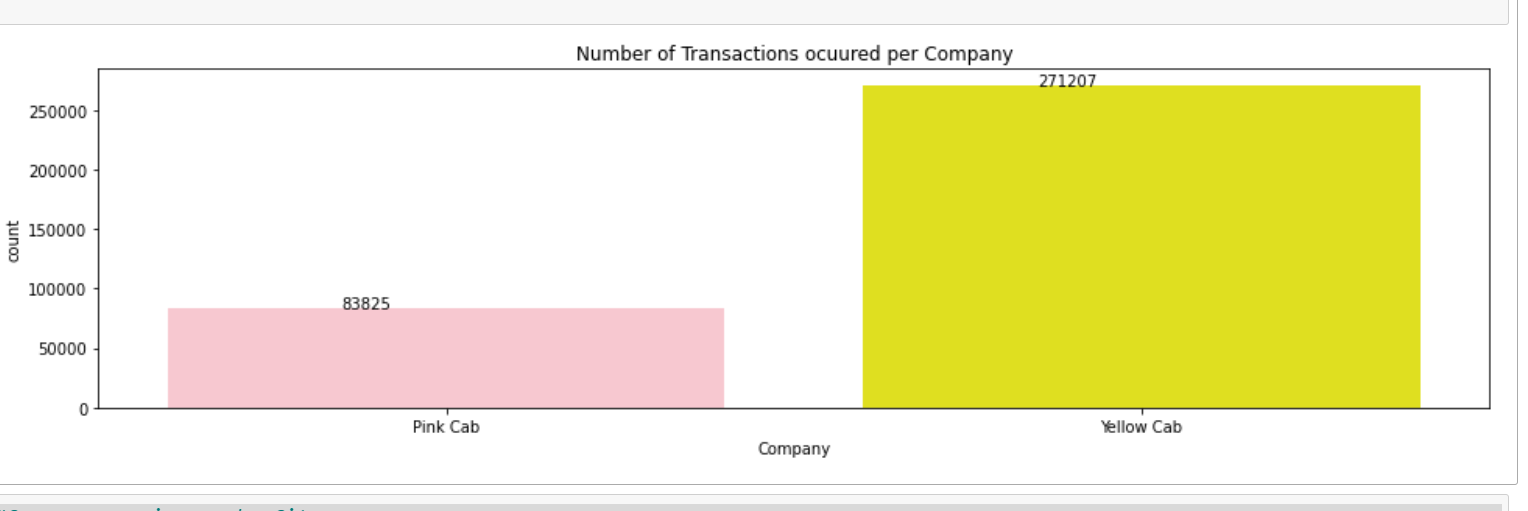 Number of Transactions ocuured per Company
271207
250000
200000
150000
count
100000
83825
50000
0
Pink Cab Yellow Cab
Company